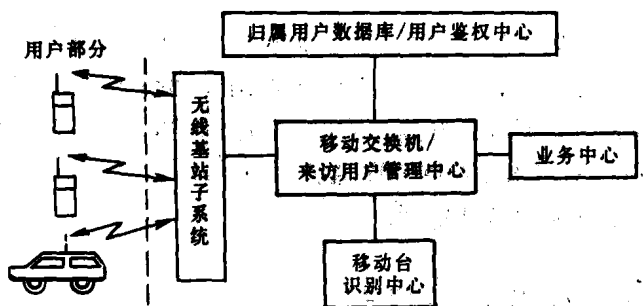 归属用户数据库/用户鉴权中心
用户部分
无线基站子系统
移动交换机/
来访用户管理中心
业务中心
移动台
识别中心